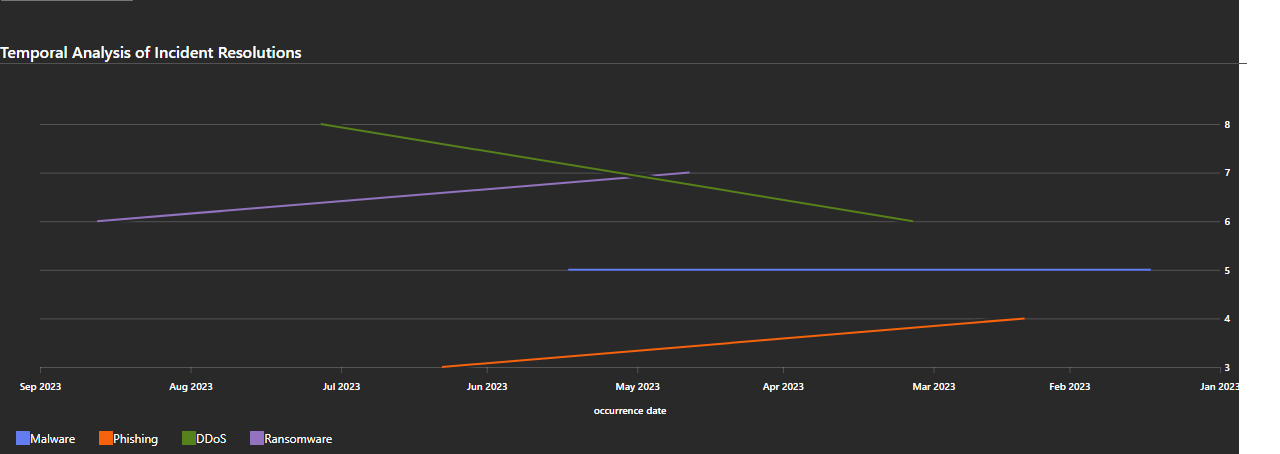 Temporal Analysis of Incident Resolutions
8
7
6
5
4
3
Sep 2023 Aug 2023 Jul 2023 Jun 2023 May 2023 Apr 2023 Mar 2023 Feb 2023 Jan 2023
occurrence date
Malware Phishing DDoS Ransomware